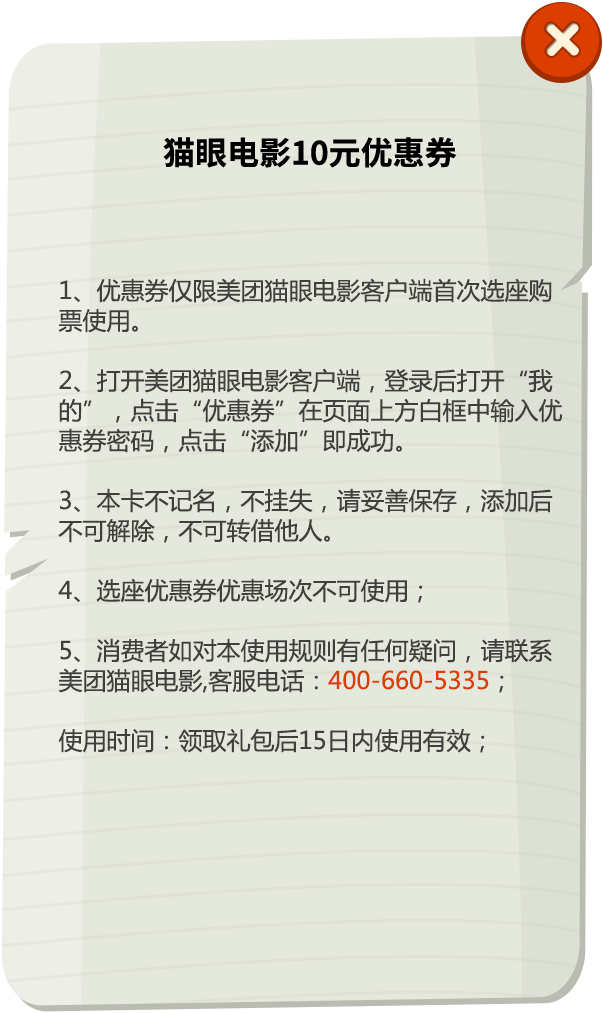 猫眼电影10元优惠券
1、优惠券仅限美团猫眼电影客户端首次选座购
票使用。
2、打开美团猫眼电影客户端，登录后打开“我
的”，点击“优惠券”在页面上方白框中输入优
惠券密码，点击“添加”即成功。
3、本卡不记名，不挂失，请妥善保存，添加后
不可解除，不可转借他人。
4、选座优惠券优惠场次不可使用；
5、消费者如对本使用规则有任何疑问，请联系
美团猫眼电影,客服电话：400-660-5335；
使用时间：领取礼包后15日内使用有效；